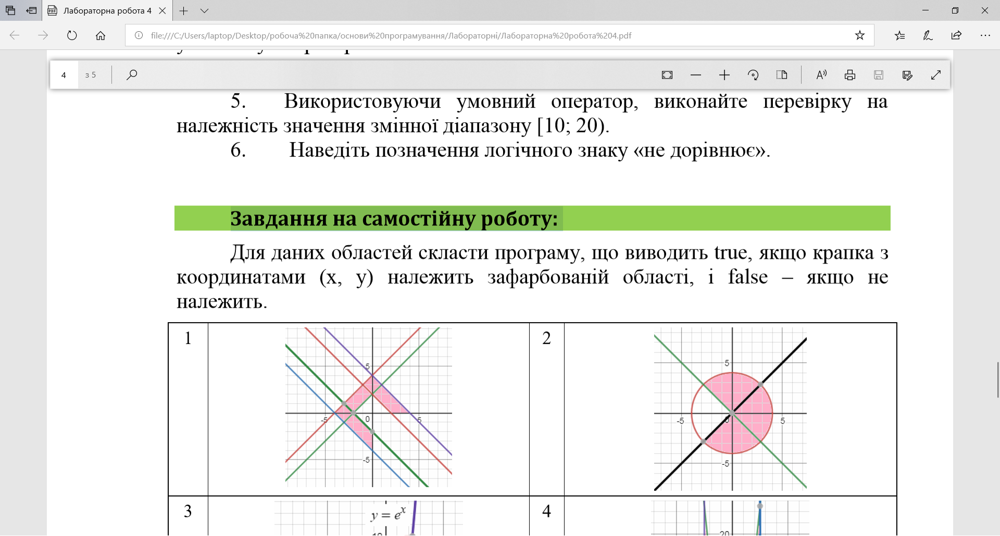 Лабораторна робота 4
file:///C:/Users/laptop/Desktop/робоча%20папка/основи%20програмування/Лабораторні/Лабораторна%20робота%204.pdf
4 з 5
5. Використовуючи умовний оператор, виконайте перевірку на
належність значення змінної діапазону [10; 20).
6. Наведіть позначення логічного знаку «не дорівнює».
Завдання на самостійну роботу:
Для даних областей скласти програму, що виводить true, якщо крапка з
координатами (x, y) належить зафарбованій області, і false – якщо не
належить.
1
5
-5 0 5
-5
2
5
-5 0 5
-5
3
y = eˣ
10
4
20